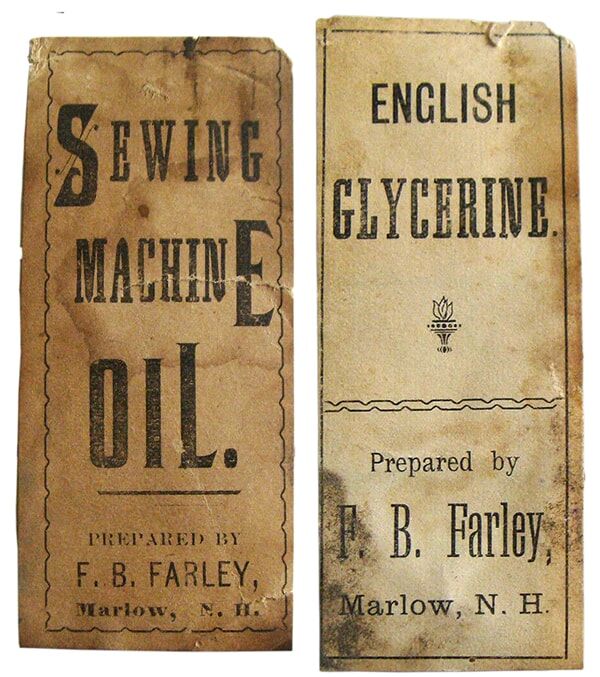 SEWING
MACHINE
OIL.
PREPARED BY
F. B. FARLEY,
Marlow, N. H.
ENGLISH
GLYCERINE.
Prepared by
F. B. Farley,
Marlow, N. H.